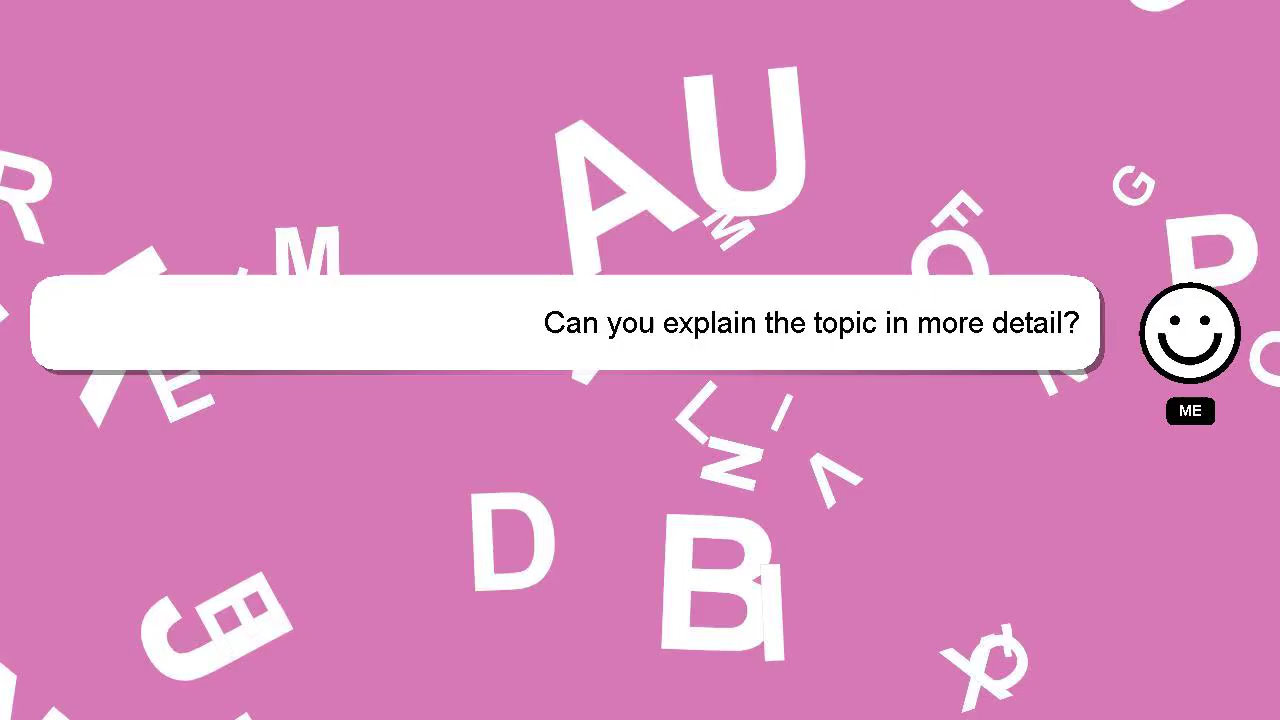 A U
R
M
M
F
O
G
P
Can you explain the topic in more detail?
ME
E
N
L
I
N
V
D
B
I
J
E
X
Q